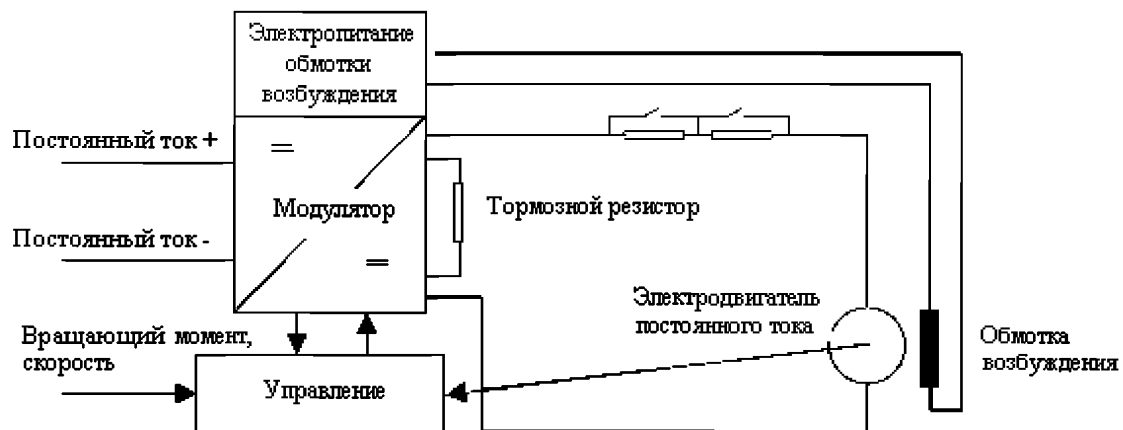 Электропитание
обмотки
возбуждения
Постоянный ток +
=
Модулятор
Тормозной резистор
Постоянный ток -
=
Электродвигатель
постоянного тока
Обмотка
возбуждения
Вращающий момент,
скорость
Управление